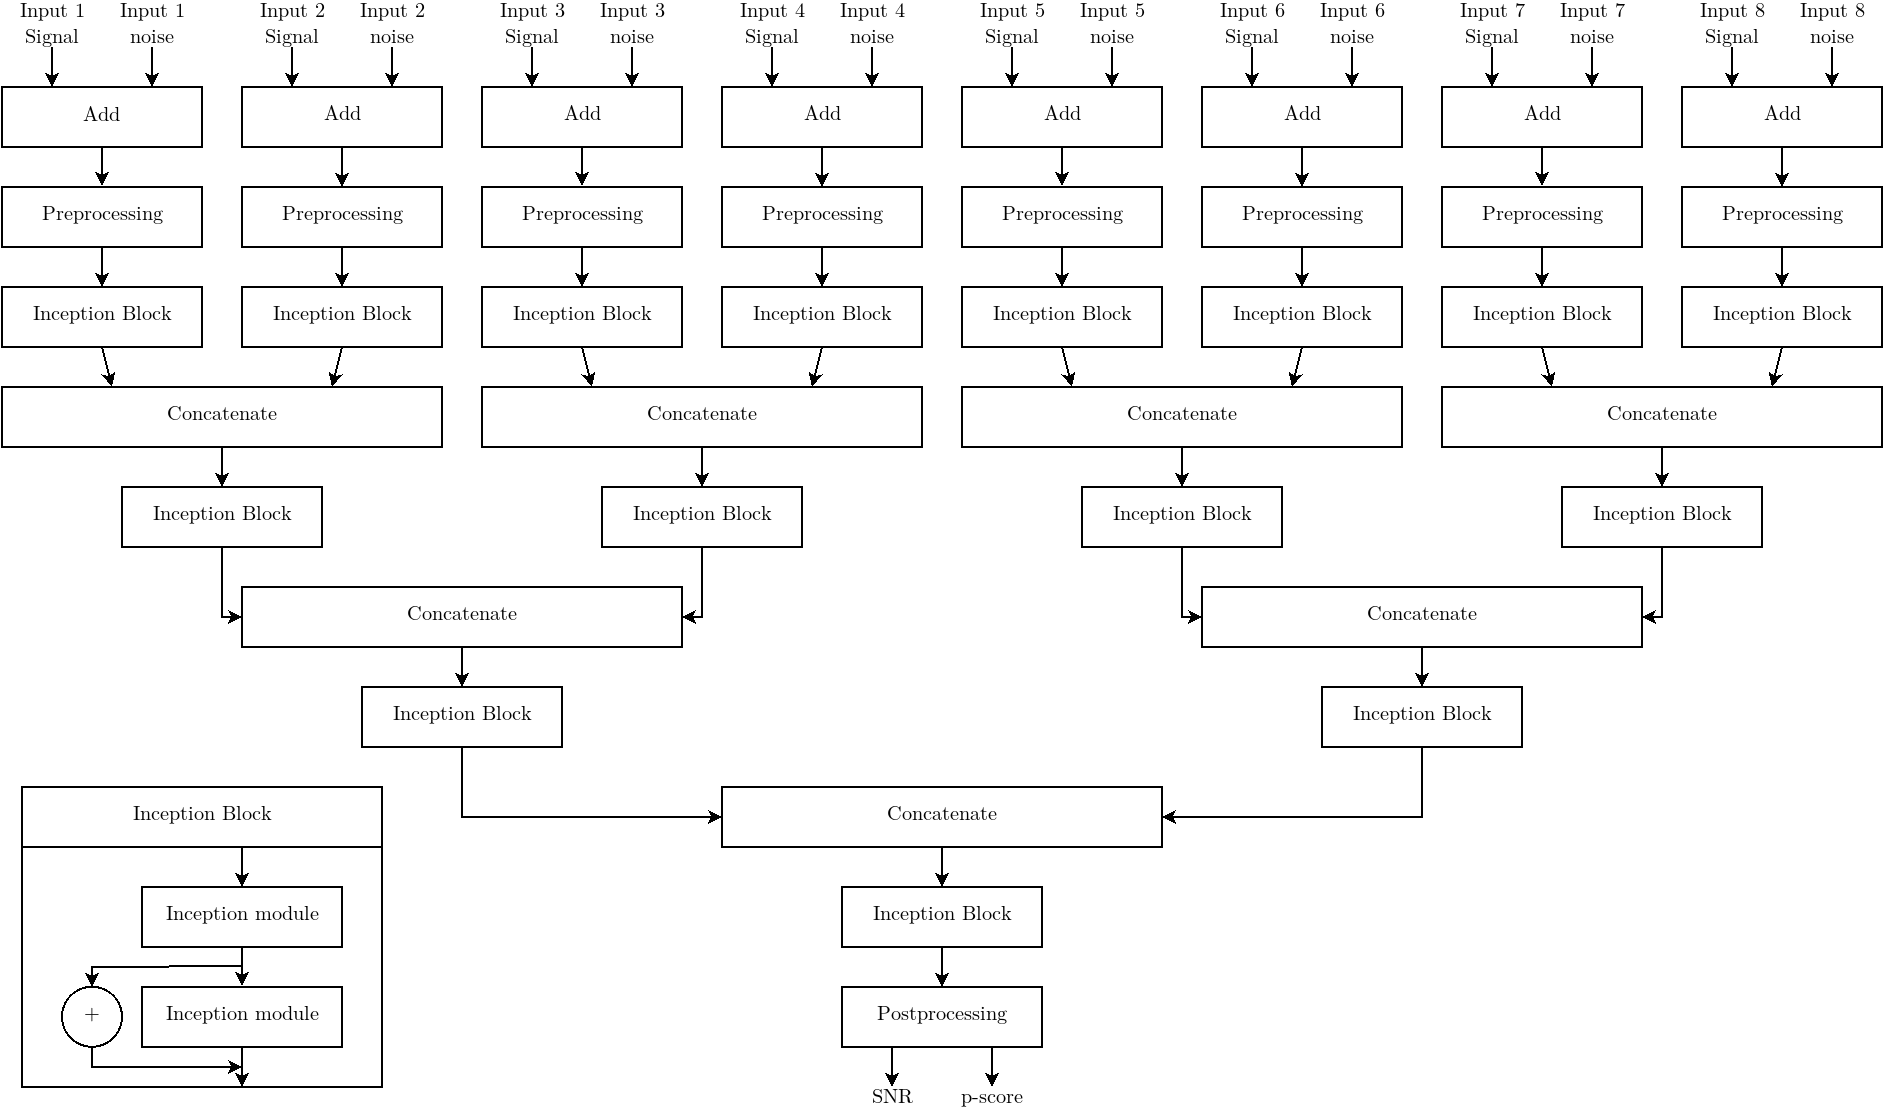 Input 1
Signal
Input 1
noise
Input 2
Signal
Input 2
noise
Input 3
Signal
Input 3
noise
Input 4
Signal
Input 4
noise
Input 5
Signal
Input 5
noise
Input 6
Signal
Input 6
noise
Input 7
Signal
Input 7
noise
Input 8
Signal
Input 8
noise
Add
Add
Add
Add
Add
Add
Add
Add
Preprocessing
Preprocessing
Preprocessing
Preprocessing
Preprocessing
Preprocessing
Preprocessing
Preprocessing
Inception Block
Inception Block
Inception Block
Inception Block
Inception Block
Inception Block
Inception Block
Inception Block
Concatenate
Concatenate
Concatenate
Concatenate
Inception Block
Inception Block
Inception Block
Inception Block
Concatenate
Concatenate
Inception Block
Inception Block
Inception Block
Concatenate
Inception module
Inception Block
+
Inception module
Postprocessing
SNR
p-score